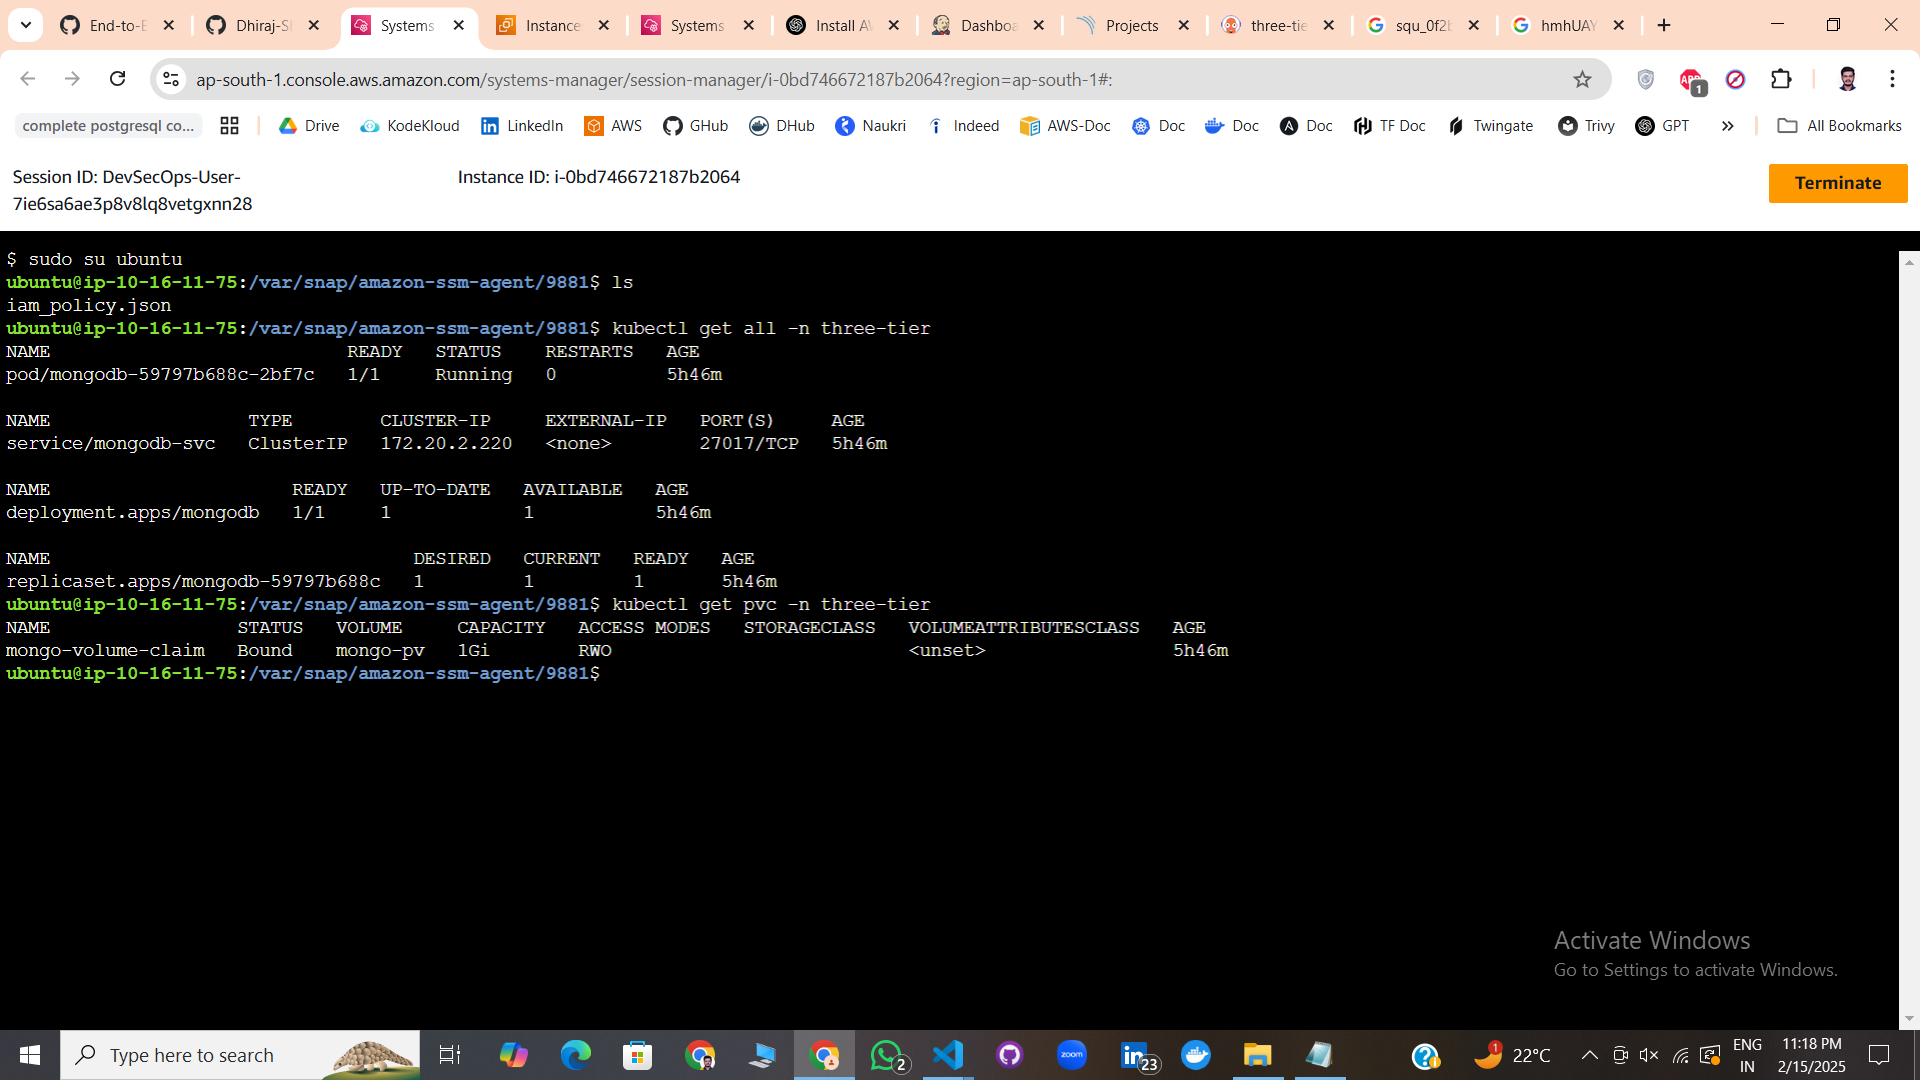 End-to-E
Dhiraj-S
Systems
Instance
Systems
Install AV
Dashboa
Projects
three-tie
squ_0f2b
hmhUAY
ap-south-1.console.aws.amazon.com/systems-manager/session-manager/i-0bd746672187b2064?region=ap-south-1#:
ABP
1
complete postgresql co...
Drive
KodeKloud
LinkedIn
AWS
GHub
DHub
Naukri
Indeed
AWS-Doc
Doc
Doc
Doc
TF Doc
Twingate
Trivy
GPT
All Bookmarks
Session ID: DevSecOps-User-
7ie6sa6ae3p8v8lq8vetgxnn28
Instance ID: i-0bd746672187b2064
Terminate
$ sudo su ubuntu
ubuntu@ip-10-16-11-75:/var/snap/amazon-ssm-agent/9881$ ls
iam_policy.json
ubuntu@ip-10-16-11-75:/var/snap/amazon-ssm-agent/9881$ kubectl get all -n three-tier
NAME READY STATUS RESTARTS AGE
pod/mongodb-59797b688c-2bf7c 1/1 Running 0 5h46m
NAME TYPE CLUSTER-IP EXTERNAL-IP PORT(S) AGE
service/mongodb-svc ClusterIP 172.20.2.220 <none> 27017/TCP 5h46m
NAME READY UP-TO-DATE AVAILABLE AGE
deployment.apps/mongodb 1/1 1 1 5h46m
NAME DESIRED CURRENT READY AGE
replicaset.apps/mongodb-59797b688c 1 1 1 5h46m
ubuntu@ip-10-16-11-75:/var/snap/amazon-ssm-agent/9881$ kubectl get pvc -n three-tier
NAME STATUS VOLUME CAPACITY ACCESS MODES STORAGECLASS VOLUMEATTRIBUTESCLASS AGE
mongo-volume-claim Bound mongo-pv 1Gi RWO <unset> 5h46m
ubuntu@ip-10-16-11-75:/var/snap/amazon-ssm-agent/9881$
Activate Windows
Go to Settings to activate Windows.
Type here to search
2
zoom
23
1
22°C
ENG
IN
11:18 PM
2/15/2025